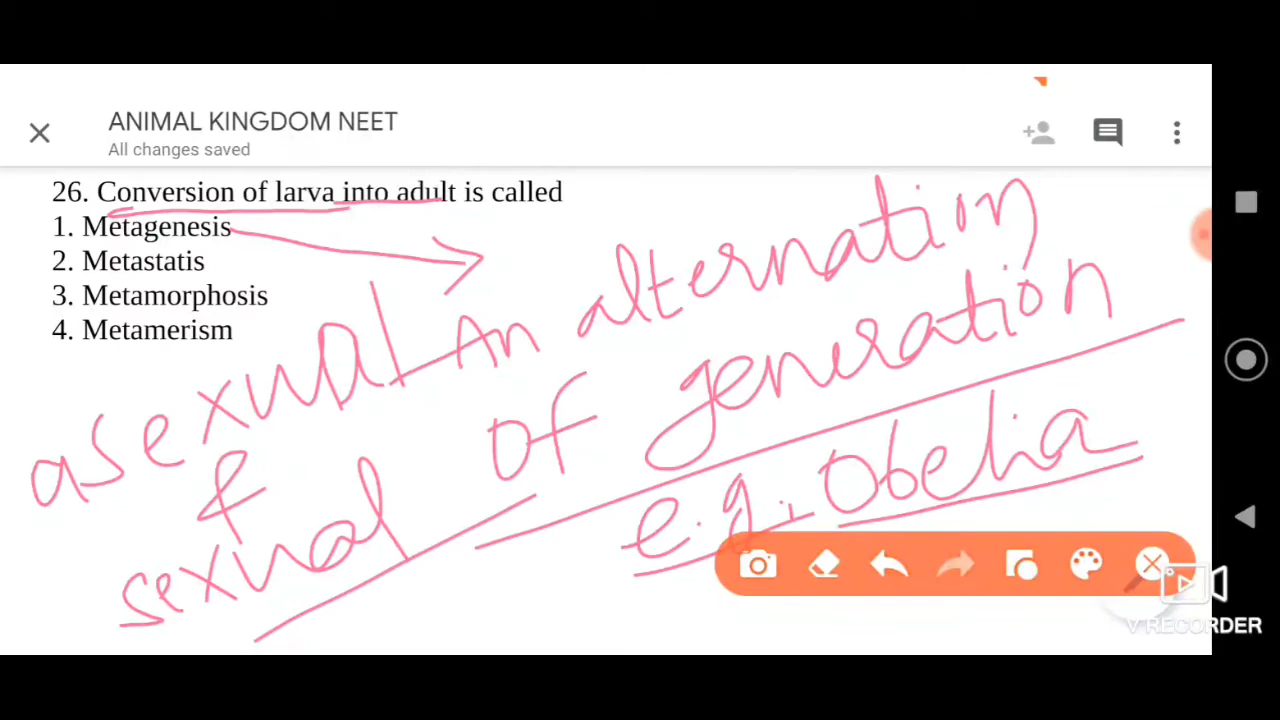 ANIMAL KINGDOM NEET
All changes saved
26. Conversion of larva into adult is called
1. Metagenesis
2. Metastatis
3. Metamorphosis
4. Metamerism
An alternation
of generation
e.g. Obelia
asexual
&
sexual
V RECORDER